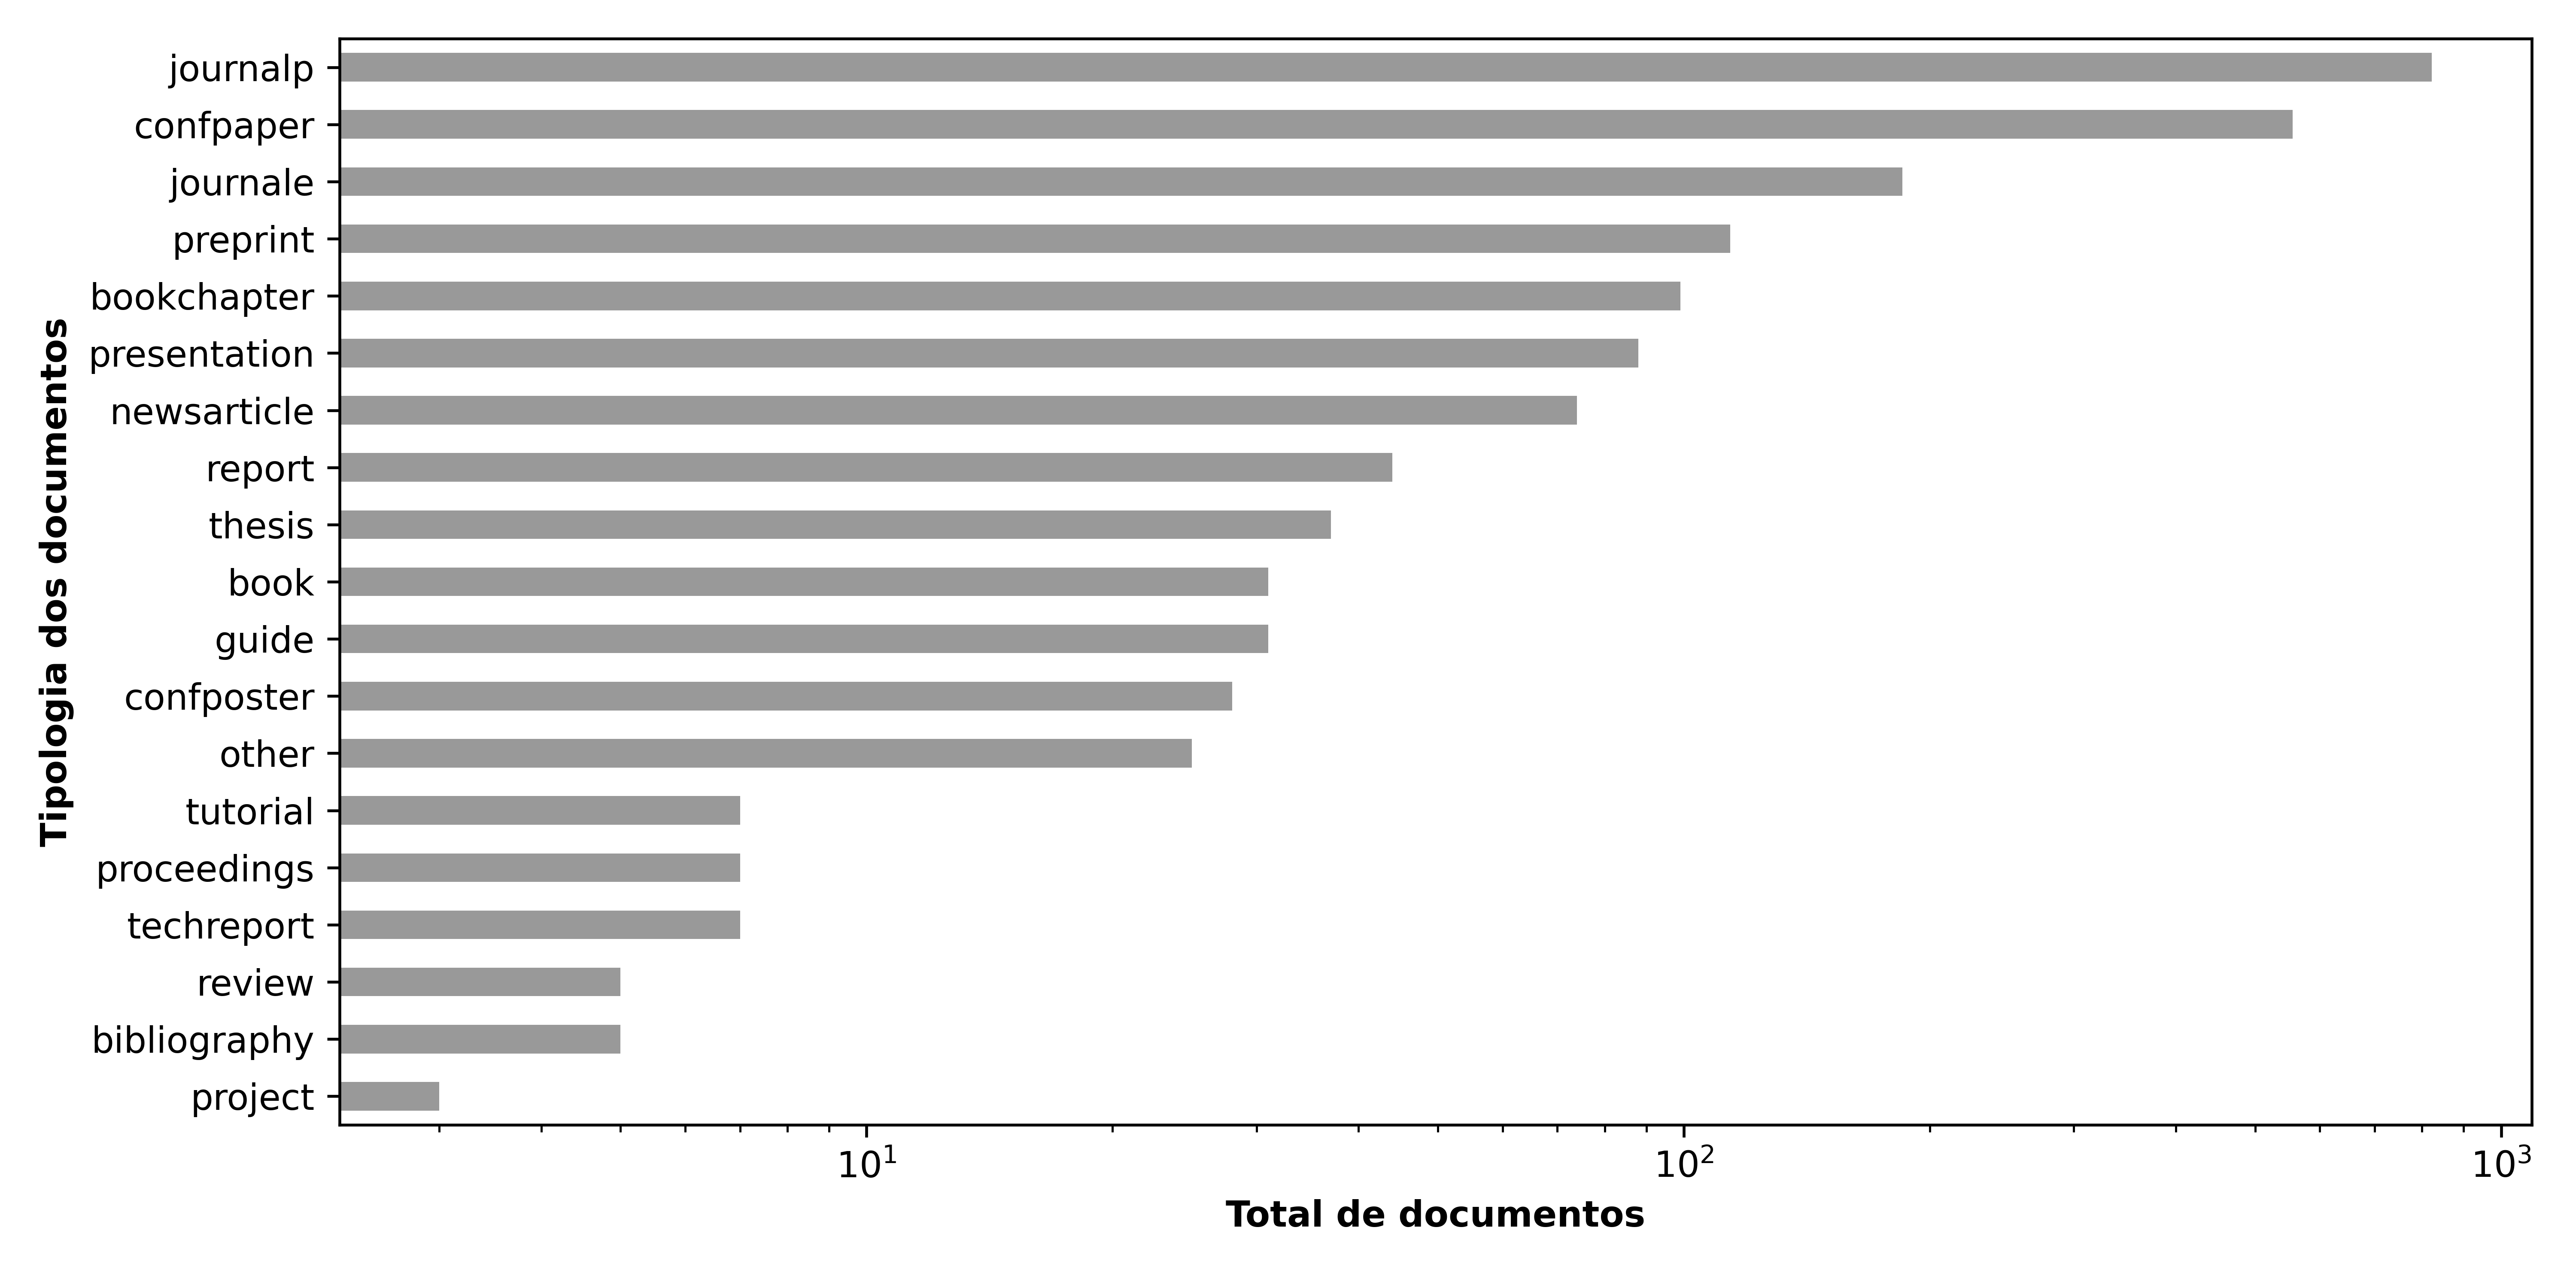 journalp
confpaper
journale
preprint
bookchapter
presentation
newsarticle
report
thesis
book
guide
confposter
other
tutorial
proceedings
techreport
review
bibliography
project
Tipologia dos documentos
10¹ 10² 10³
Total de documentos